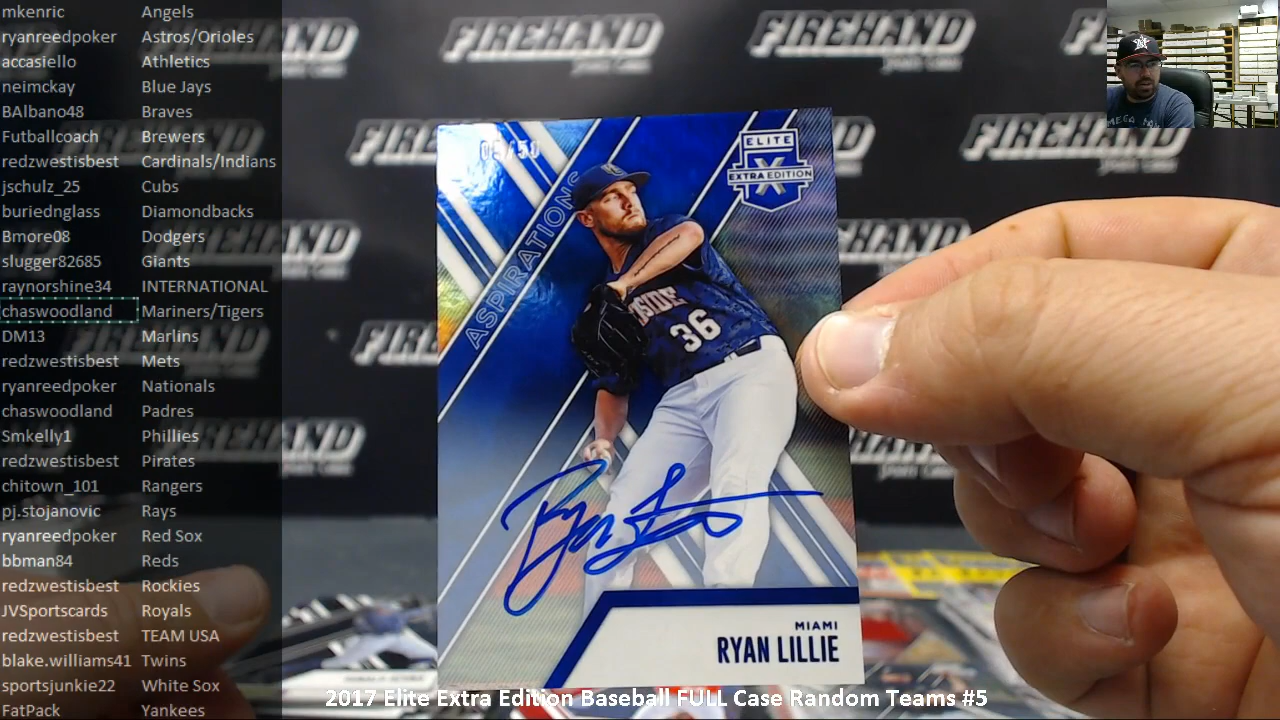 mkenric Angels
ryanreedpoker Astros/Orioles
accasiello Athletics
neimckay Blue Jays
BAlbano48 Braves
Futballcoach Brewers
redzwestisbest Cardinals/Indians
jschulz_25 Cubs
buriednglass Diamondbacks
Bmore08 Dodgers
slugger82685 Giants
raynorshine34 INTERNATIONAL
chaswoodland Mariners/Tigers
DM13 Marlins
redzwestisbest Mets
ryanreedpoker Nationals
chaswoodland Padres
Smkelly1 Phillies
redzwestisbest Pirates
chitown_101 Rangers
pj.stojanovic Rays
ryanreedpoker Red Sox
bbman84 Reds
redzwestisbest Rockies
JVSportscards Royals
redzwestisbest TEAM USA
blake.williams41 Twins
sportsjunkie22 White Sox
FatPack Yankees
FIREHAND
FIREHAND
FIREHAND
ELITE
X
EXTRA EDITION
ASPIRATIONS
36
MIAMI
RYAN LILLIE
2017 Elite Extra Edition Baseball FULL Case Random Teams #5